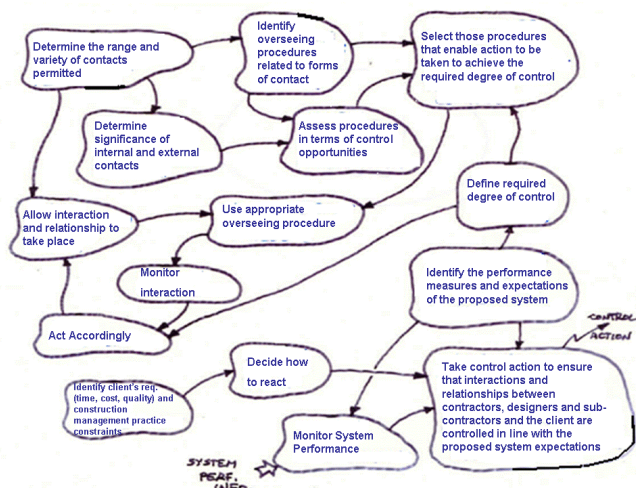 Determine the range and
variety of contacts
permitted
Identify
overseeing
procedures
related to forms
of contact
Select those procedures
that enable action to be
taken to achieve the
required degree of control
Determine
significance of
internal and external
contacts
Assess procedures
in terms of control
opportunities
Define required
degree of control
Allow interaction
and relationship to
take place
Use appropriate
overseeing procedure
Monitor
interaction
Identify the performance
measures and expectations
of the proposed system
Act Accordingly
CONTROL
ACTION
Decide how
to react
Identify client's req.
(time, cost, quality) and
construction
management practice
constraints
Take control action to ensure
that interactions and
relationships between
contractors, designers and sub-
contractors and the client are
controlled in line with the
proposed system expectations
Monitor System
Performance
SYSTEM
PERF.